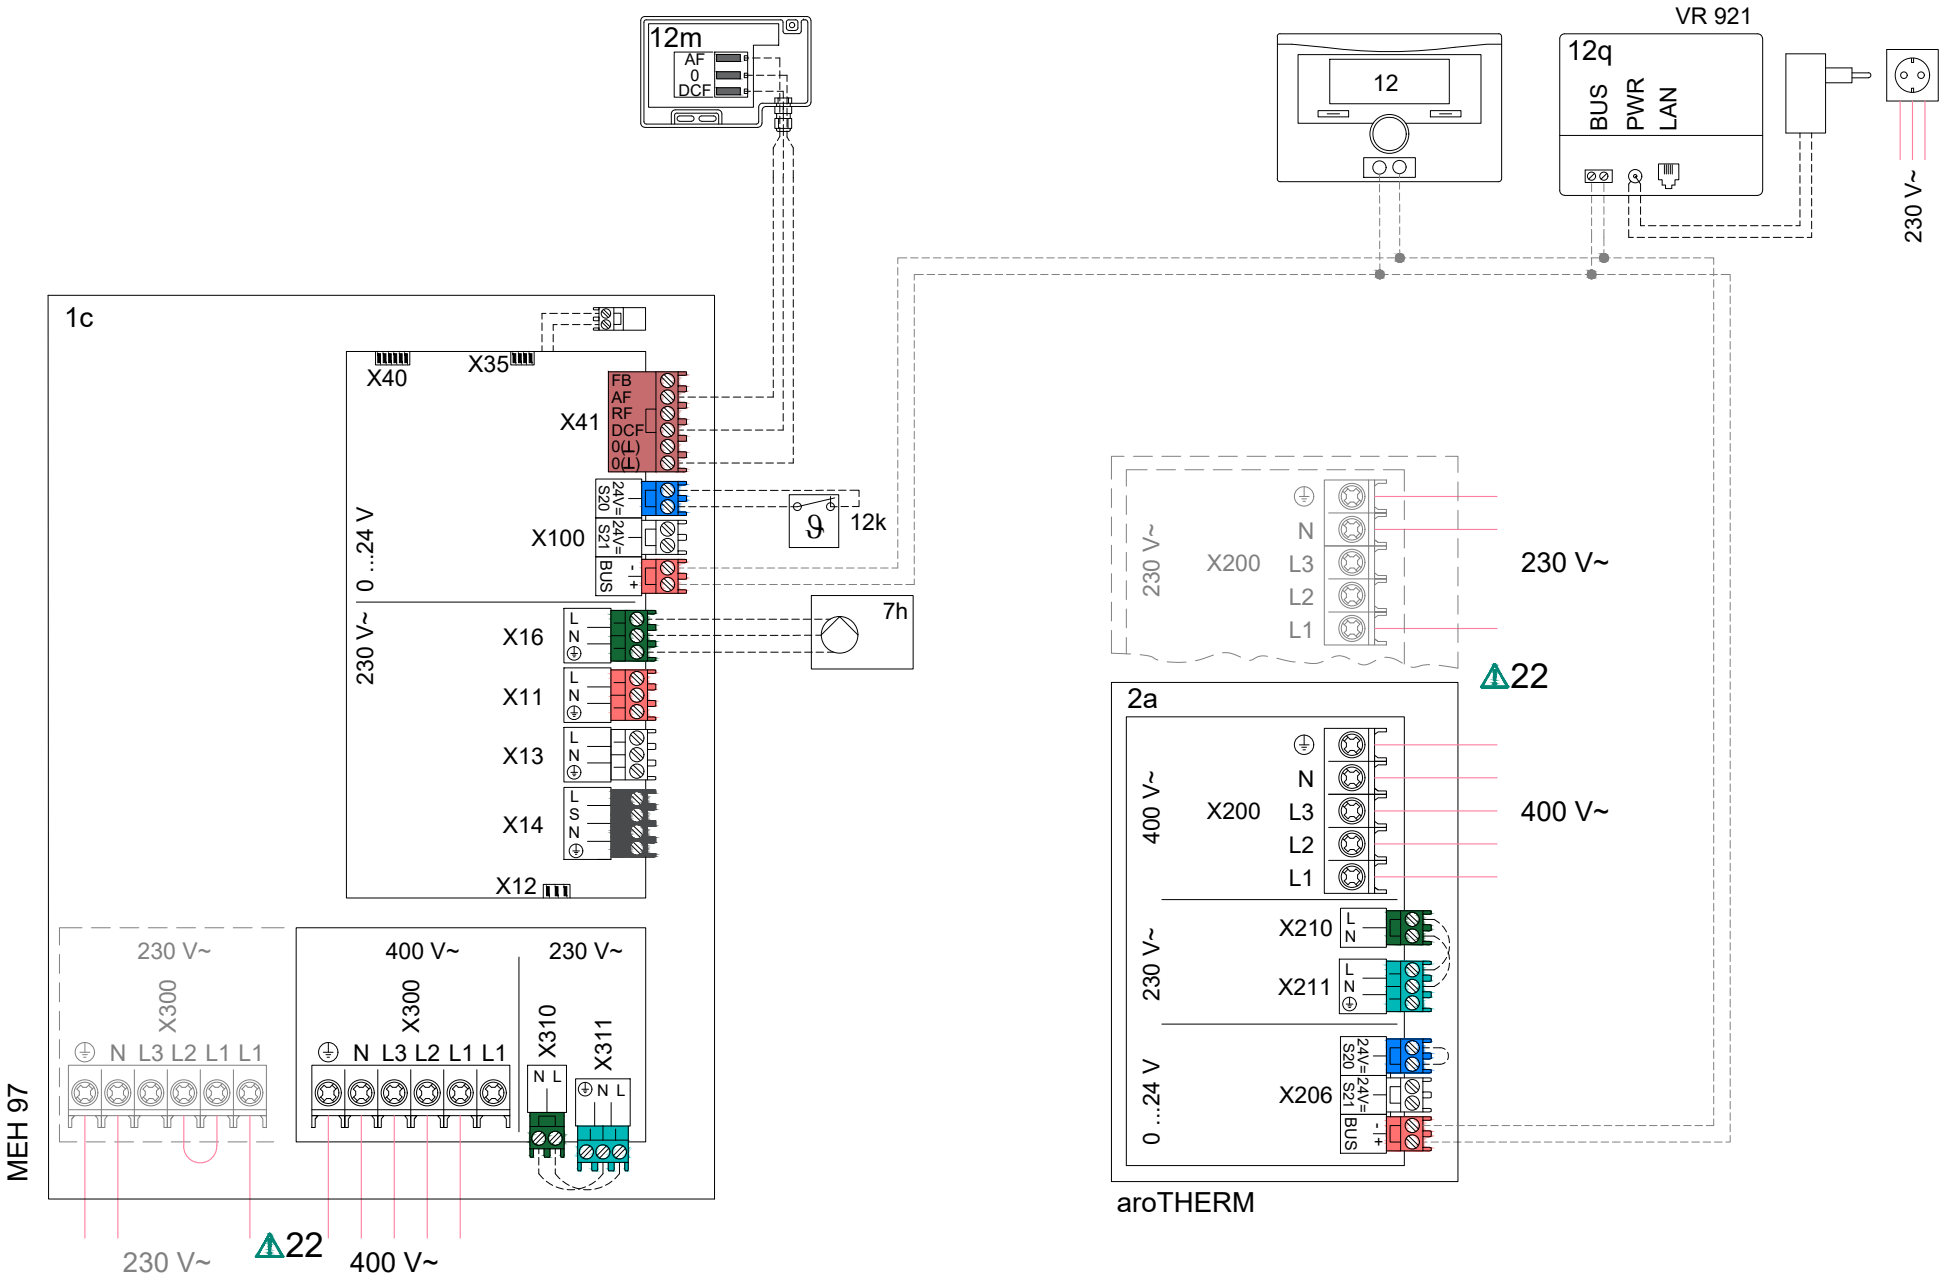 VR 921
12m
AF
0
DCF
12
12q
BUS
PWR
LAN
230 V~
1c
X40
X35
X41
FB
AF
RF
DCF
0(⊥)
0(⊥)
0 ...24 V
X100
24V=
S20
24V=
S21
BUS
-
+
12k
230 V~
X16
L
N
7h
X11
L
N
X13
L
N
X14
L
S
N
X12
230 V~
X300
N L3 L2 L1 L1
400 V~
X300
N L3 L2 L1 L1
230 V~
X310
N L
X311
N L
MEH 97
230 V~
22
400 V~
230 V~
X200
N
L3
L2
L1
230 V~
22
2a
400 V~
X200
N
L3
L2
L1
400 V~
230 V~
X210
L
N
X211
L
N
0 ...24 V
X206
24V=
S20
24V=
S21
BUS
-
+
aroTHERM